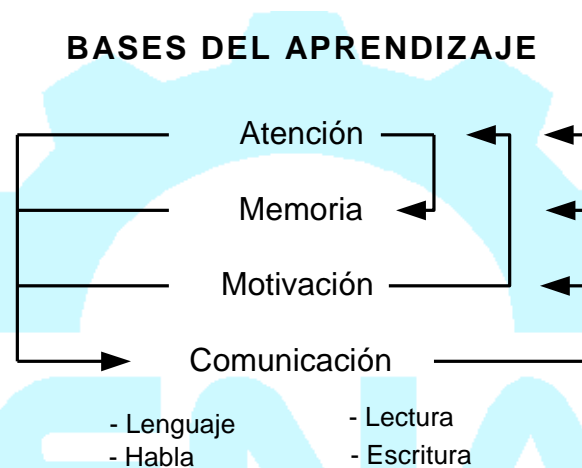 BASES DEL APRENDIZAJE
Atención
Memoria
Motivación
Comunicación
- Lenguaje
- Lectura
- Habla
- Escritura